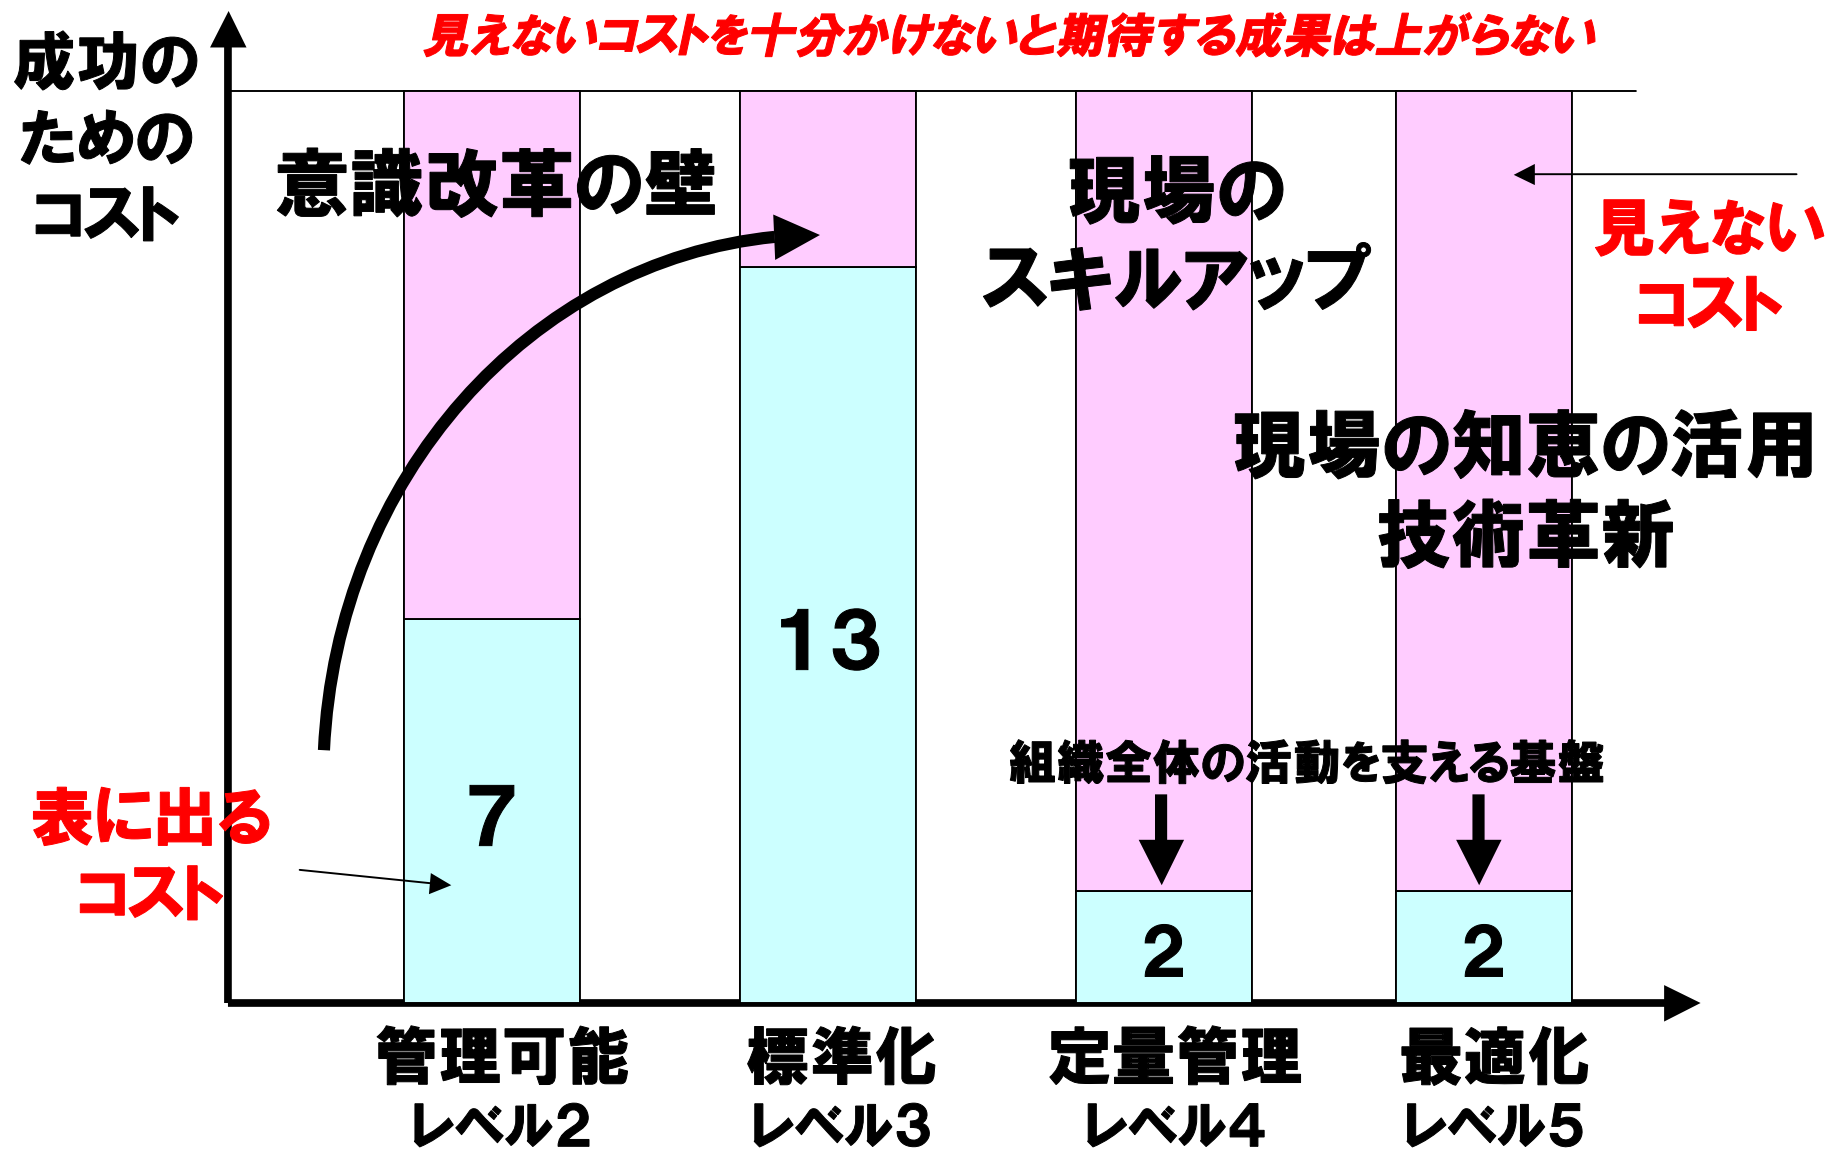 見えないコストを十分かけないと期待する成果は上がらない
成功の
ための
コスト
意識改革の壁
現場の
スキルアップ
見えない
コスト
現場の知恵の活用
技術革新
13
組織全体の活動を支える基盤
表に出る
コスト
7
2
2
管理可能
レベル2
標準化
レベル3
定量管理
レベル4
最適化
レベル5